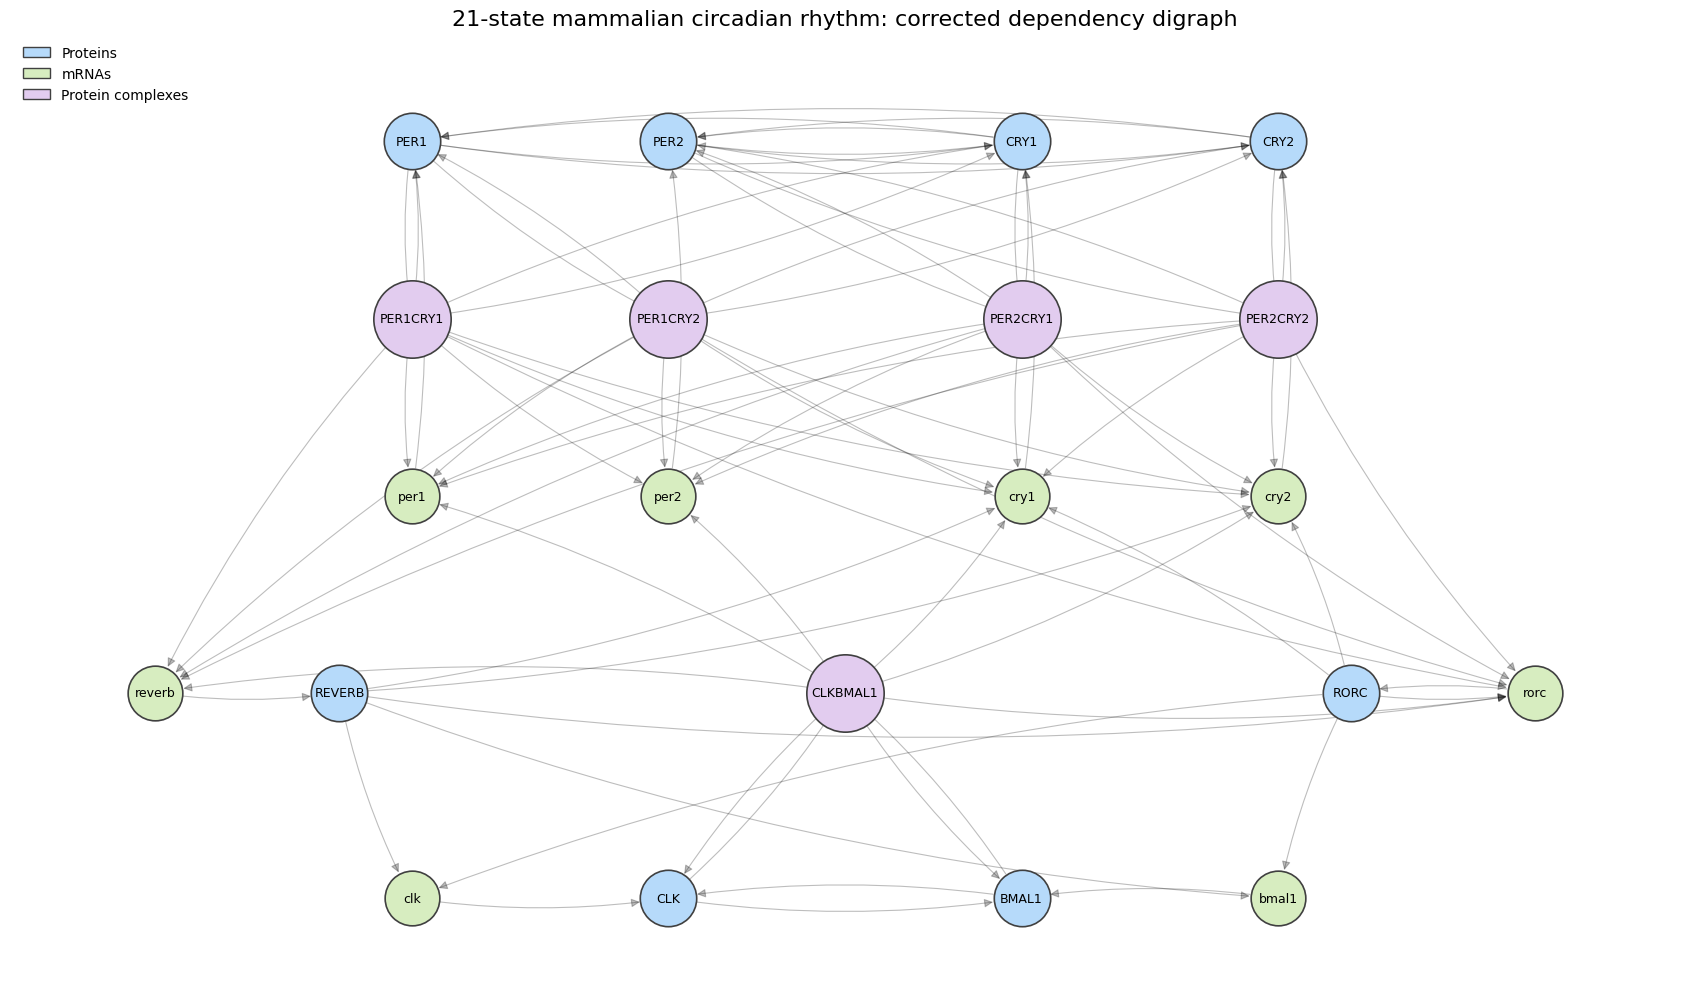 21-state mammalian circadian rhythm: corrected dependency digraph
Proteins
mRNAs
Protein complexes
PER1
PER2
CRY1
CRY2
PER1CRY1
PER1CRY2
PER2CRY1
PER2CRY2
per1
per2
cry1
cry2
reverb
REVERB
CLKBMAL1
RORC
rorc
clk
CLK
BMAL1
bmal1